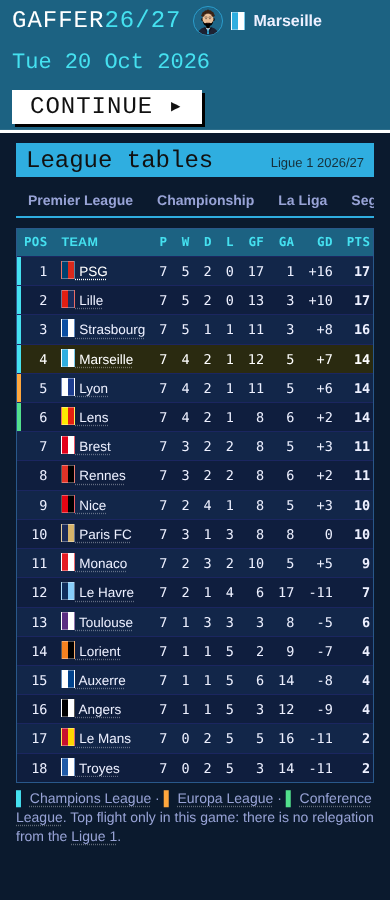 GAFFER26/27 Marseille
Tue 20 Oct 2026
CONTINUE ▸
League tables Ligue 1 2026/27
Premier League Championship La Liga Seg
POS TEAM P W D L GF GA GD PTS
1 PSG 7 5 2 0 17 1 +16 17
2 Lille 7 5 2 0 13 3 +10 17
3 Strasbourg 7 5 1 1 11 3 +8 16
4 Marseille 7 4 2 1 12 5 +7 14
5 Lyon 7 4 2 1 11 5 +6 14
6 Lens 7 4 2 1 8 6 +2 14
7 Brest 7 3 2 2 8 5 +3 11
8 Rennes 7 3 2 2 8 6 +2 11
9 Nice 7 2 4 1 8 5 +3 10
10 Paris FC 7 3 1 3 8 8 0 10
11 Monaco 7 2 3 2 10 5 +5 9
12 Le Havre 7 2 1 4 6 17 -11 7
13 Toulouse 7 1 3 3 3 8 -5 6
14 Lorient 7 1 1 5 2 9 -7 4
15 Auxerre 7 1 1 5 6 14 -8 4
16 Angers 7 1 1 5 3 12 -9 4
17 Le Mans 7 0 2 5 5 16 -11 2
18 Troyes 7 0 2 5 3 14 -11 2
Champions League · Europa League · Conference
League. Top flight only in this game: there is no relegation
from the Ligue 1.